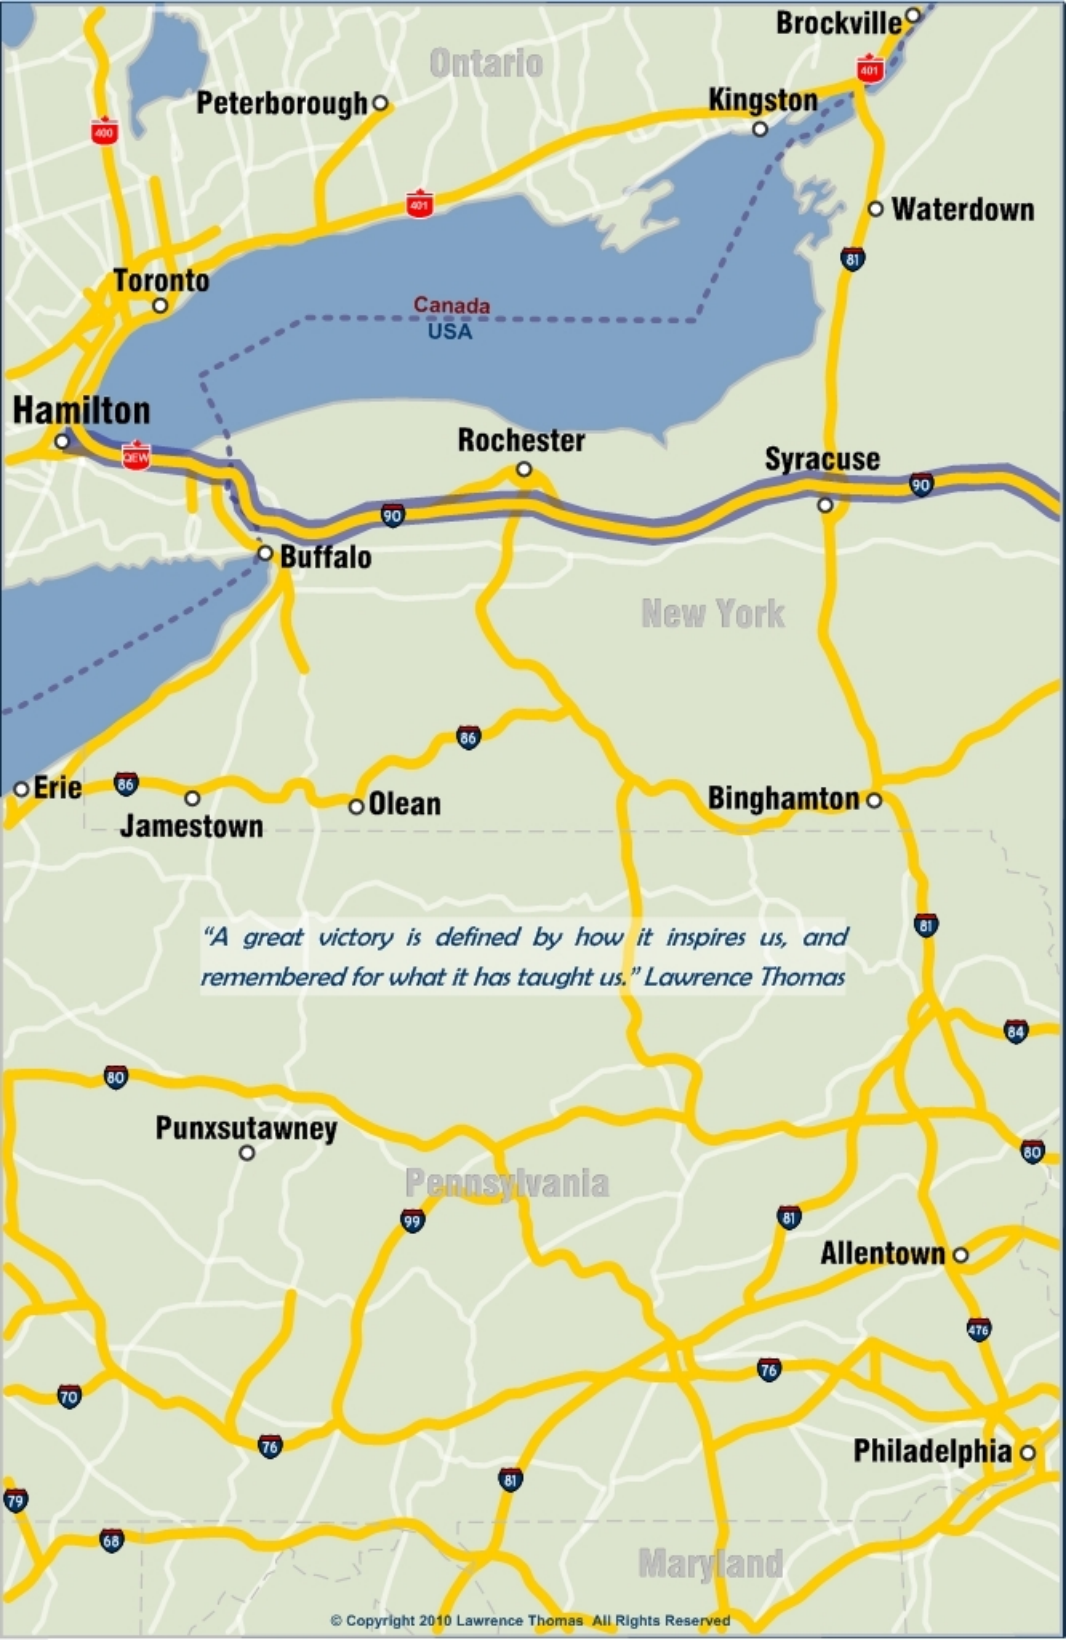 Brockville
Ontario
401
Kingston
Peterborough
400
401
Waterdown
81
Toronto
Canada
USA
Hamilton
QEW
Rochester
Syracuse
90
90
Buffalo
New York
86
Erie
86
Olean
Binghamton
Jamestown
81
“A great victory is defined by how it inspires us, and
remembered for what it has taught us.” Lawrence Thomas
84
80
Punxsutawney
80
Pennsylvania
99
81
Allentown
476
76
70
76
Philadelphia
81
79
68
Maryland
© Copyright 2010 Lawrence Thomas All Rights Reserved